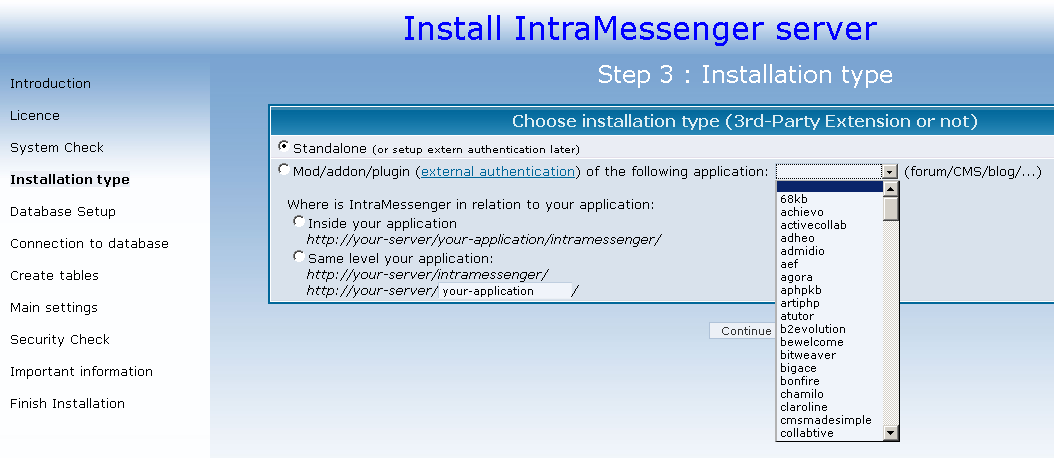 Install IntraMessenger server
Introduction
Licence
System Check
Installation type
Database Setup
Connection to database
Create tables
Main settings
Security Check
Important information
Finish Installation
Step 3 : Installation type
Choose installation type (3rd-Party Extension or not)
Standalone (or setup extern authentication later)
Mod/addon/plugin (external authentication) of the following application: (forum/CMS/blog/...)
Where is IntraMessenger in relation to your application:
Inside your application
http://your-server/your-application/intramessenger/
Same level your application:
http://your-server/intramessenger/
http://your-server/ your-application /
Continue
68kb
achievo
activecollab
adheo
admidio
aef
agora
aphpkb
artiphp
atutor
b2evolution
bewelcome
bitweaver
bigace
bonfire
chamilo
claroline
cmsmadesimple
collabtive